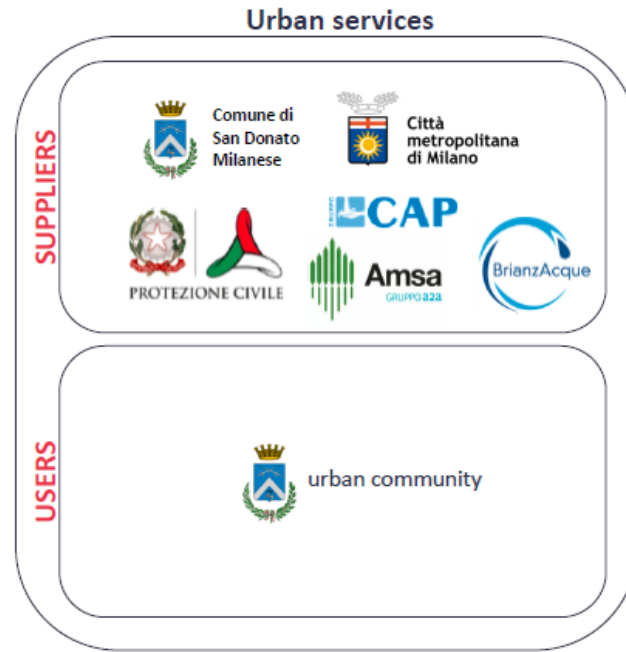 Urban services
SUPPLIERS
Comune di
San Donato
Milanese
Città
metropolitana
di Milano
GRUPPO
CAP
PROTEZIONE CIVILE
Amsa
GRUPPO a2a
BrianzAcque
USERS
urban community